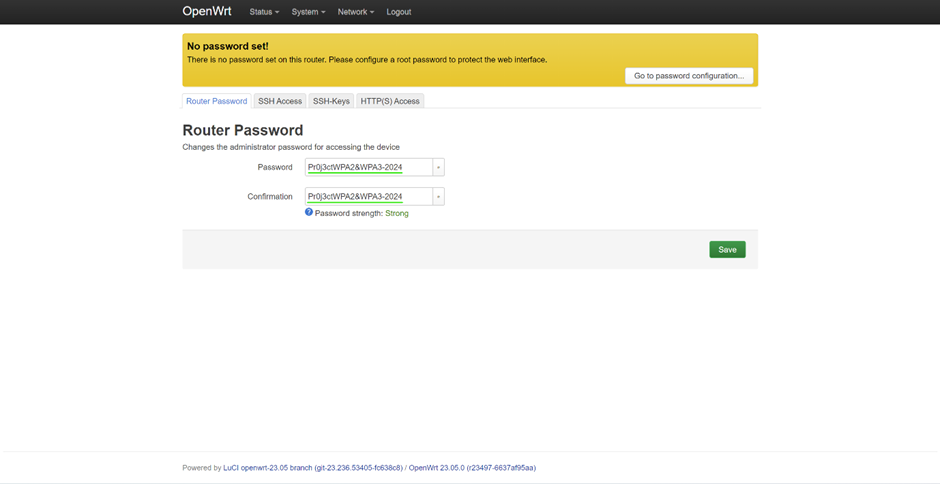 OpenWrt Status System Network Logout
No password set!
There is no password set on this router. Please configure a root password to protect the web interface.
Go to password configuration...
Router Password SSH Access SSH-Keys HTTP(S) Access
Router Password
Changes the administrator password for accessing the device
Password Pr0j3ctWPA2&WPA3-2024
Confirmation Pr0j3ctWPA2&WPA3-2024
Password strength: Strong
Save
Powered by LuCI openwrt-23.05 branch (git-23.236.53405-fc638c8) / OpenWrt 23.05.0 (r23497-6637af95aa)